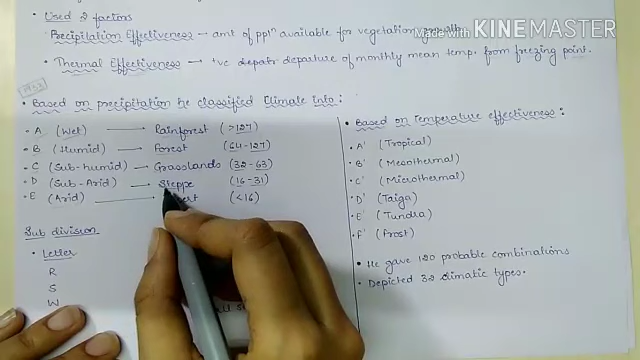 • Used 2 factors
Made with KINEMASTER
• Precipitation Effectiveness - amt of ppt^n available for vegetation growth.
• Thermal Effectiveness - +ve depatr departure of monthly mean temp. from freezing point.
1933
• Based on precipitation he classified Climate into:
• A (Wet) → Rainforest (>127)
• B (Humid) → Forest (64-127)
• C (Sub-humid) → Grasslands (32-63)
• D (Sub-Arid) → Steppe (16-31)
• E (Arid) (<16)
Sub division
• Letter
R
S
W
• Based on Temperature effectiveness:
• A' (Tropical)
• B' (Mesothermal)
• C' (Microthermal)
• D' (Taiga)
• E' (Tundra)
• F' (Frost)
• He gave 120 probable combinations
• Depicted 32 climatic types.